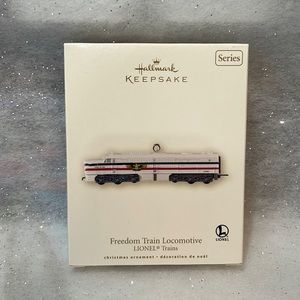 Hallmark
KEEPSAKE
Series
Freedom Train Locomotive
LIONEL® Trains
LIONEL
christmas ornament • décoration de noël